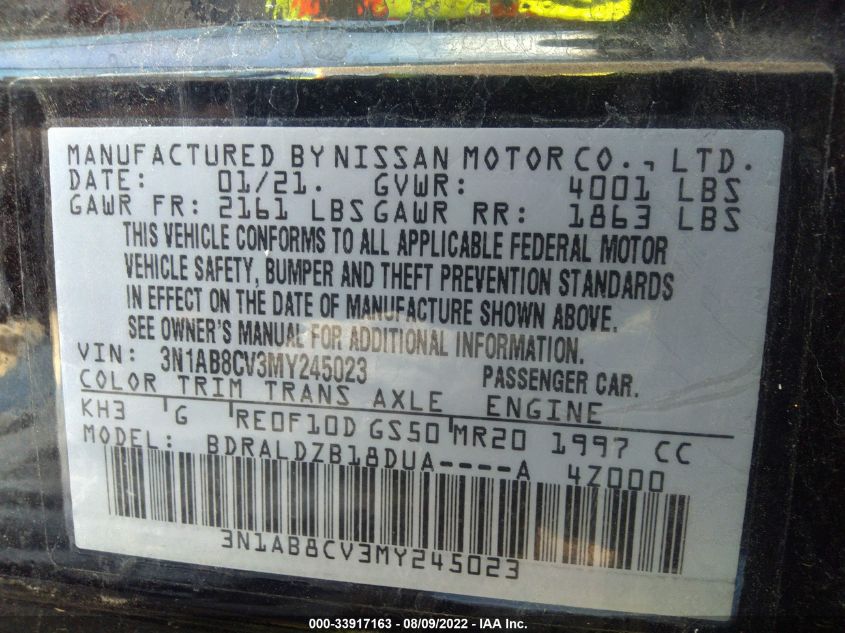 MANUFACTURED BY NISSAN MOTOR CO., LTD.
DATE: 01/21. GVWR: 4001 LBS
GAWR FR: 2161 LBS GAWR RR: 1863 LBS
THIS VEHICLE CONFORMS TO ALL APPLICABLE FEDERAL MOTOR
VEHICLE SAFETY, BUMPER AND THEFT PREVENTION STANDARDS
IN EFFECT ON THE DATE OF MANUFACTURE SHOWN ABOVE.
SEE OWNER'S MANUAL FOR ADDITIONAL INFORMATION.
VIN: 3N1AB8CV3MY245023 PASSENGER CAR.
COLOR TRIM TRANS AXLE ENGINE
KH3 G RE0F10D GS50 MR20 1997 CC
MODEL: BDRALDZB18DUA----A 4Z000
3N1AB8CV3MY245023
000-33917163 - 08/09/2022 - IAA Inc.